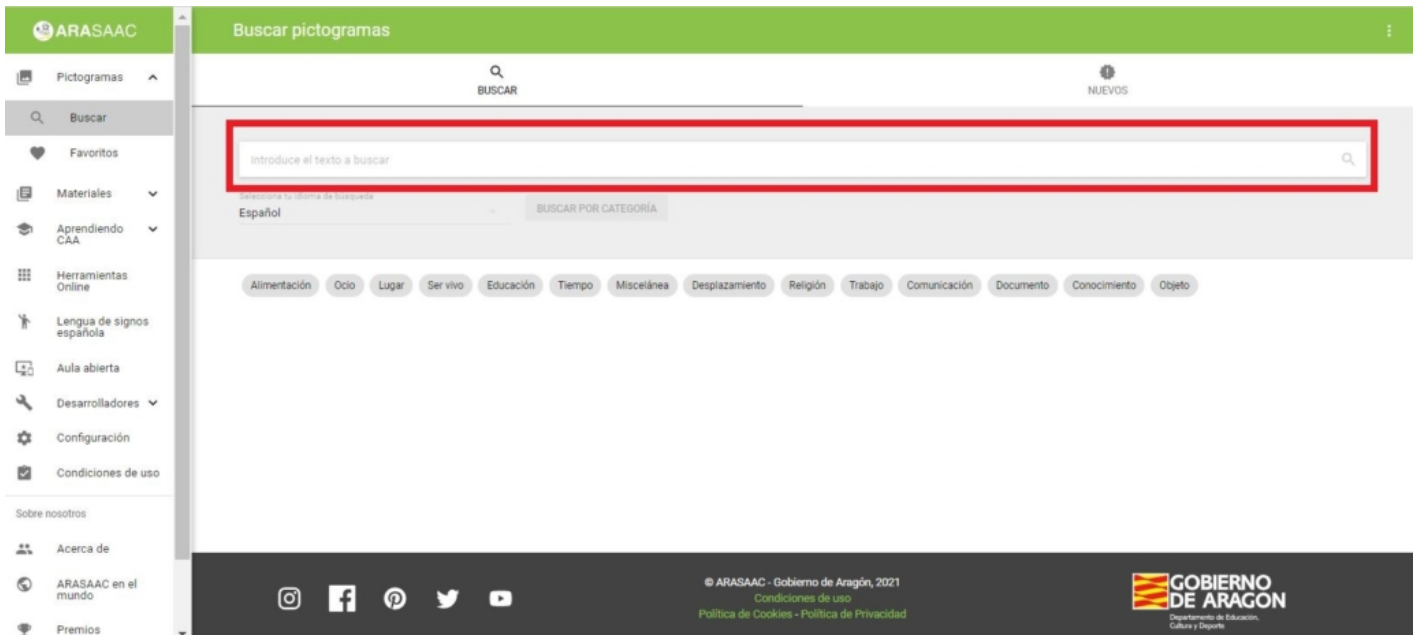 ARASAAC
Pictogramas
Buscar
Favoritos
Materiales
Aprendiendo
CAA
Herramientas
Online
Lengua de signos
española
Aula abierta
Desarrolladores
Configuración
Condiciones de uso
Sobre nosotros
Acerca de
ARASAAC en el
mundo
Premios
Buscar pictogramas
BUSCAR
NUEVOS
Introduce el texto a buscar
Selecciona tu idioma de búsqueda
Español
BUSCAR POR CATEGORÍA
Alimentación Ocio Lugar Ser vivo Educación Tiempo Miscelánea Desplazamiento Religión Trabajo Comunicación Documento Conocimiento Objeto
© ARASAAC - Gobierno de Aragón, 2021
Condiciones de uso
Política de Cookies - Política de Privacidad
GOBIERNO
DE ARAGON
Departamento de Educación,
Cultura y Deporte